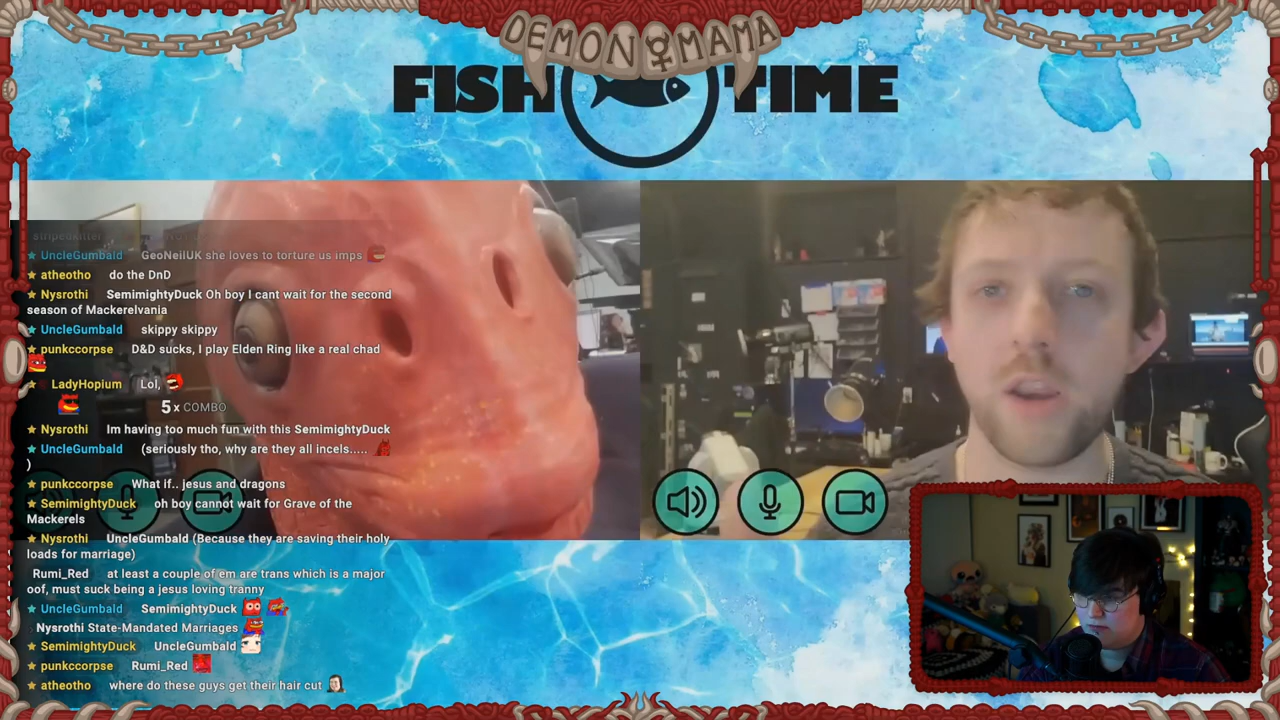 DEMON MAMA
FISH TIME
UncleGumbald GeoNeilUK she loves to torture us imps
atheotho do the DnD
Nysrothi SemimightyDuck Oh boy I cant wait for the second
season of Mackerelvania
UncleGumbald skippy skippy
punkccorpse D&D sucks, I play Elden Ring like a real chad
LadyHopium Lol,
5x COMBO
Nysrothi Im having too much fun with this SemimightyDuck
UncleGumbald (seriously tho, why are they all incels.....
)
punkccorpse What if.. jesus and dragons
SemimightyDuck oh boy cannot wait for Grave of the
Mackerels
Nysrothi UncleGumbald (Because they are saving their holy
loads for marriage)
Rumi_Red at least a couple of em are trans which is a major
oof, must suck being a jesus loving tranny
UncleGumbald SemimightyDuck
Nysrothi State-Mandated Marriages
SemimightyDuck UncleGumbald
punkccorpse Rumi_Red
atheotho where do these guys get their hair cut